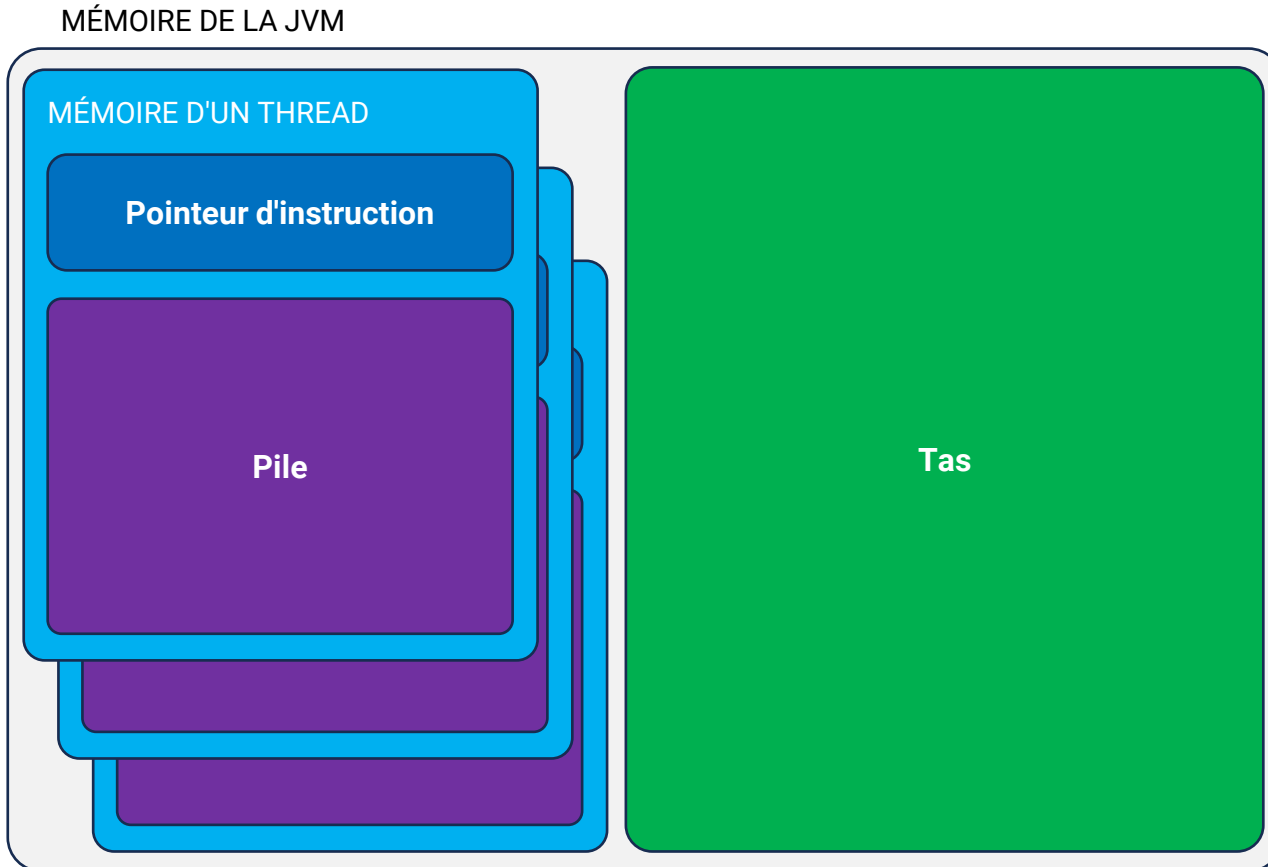 MÉMOIRE DE LA JVM
MÉMOIRE D'UN THREAD
Pointeur d'instruction
Pile
Tas